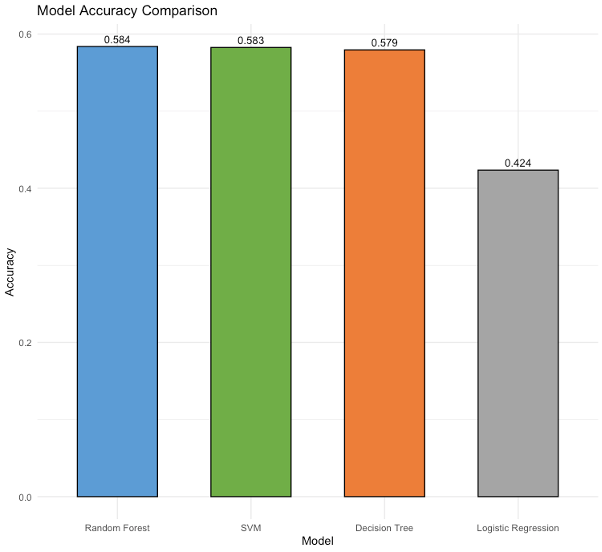 Model Accuracy Comparison
0.6
0.584
0.583
0.579
0.4
0.424
Accuracy
0.2
0.0
Random Forest
SVM
Decision Tree
Logistic Regression
Model